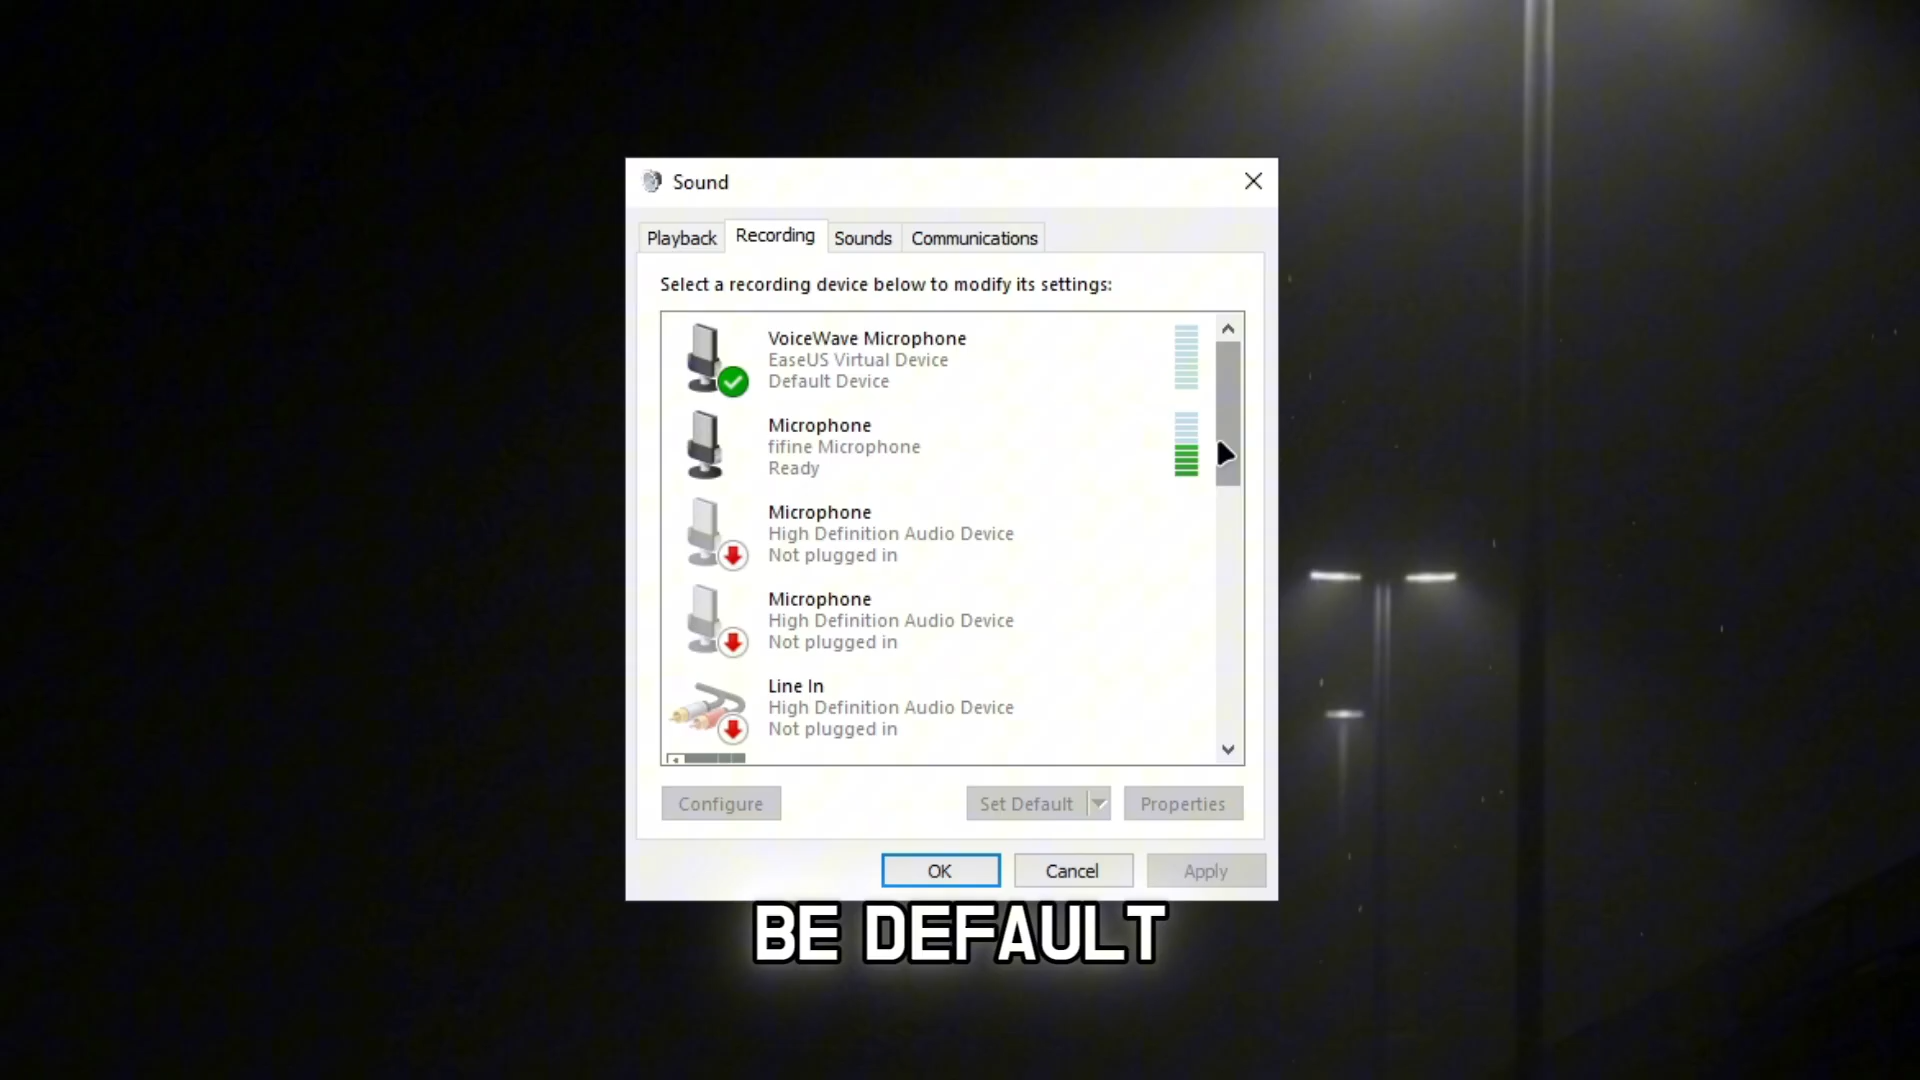 Sound
Playback
Recording
Sounds
Communications
Select a recording device below to modify its settings:
VoiceWave Microphone
EaseUS Virtual Device
Default Device
Microphone
fifine Microphone
Ready
Microphone
High Definition Audio Device
Not plugged in
Microphone
High Definition Audio Device
Not plugged in
Line In
High Definition Audio Device
Not plugged in
Configure
Set Default
Properties
OK
Cancel
Apply
BE DEFAULT